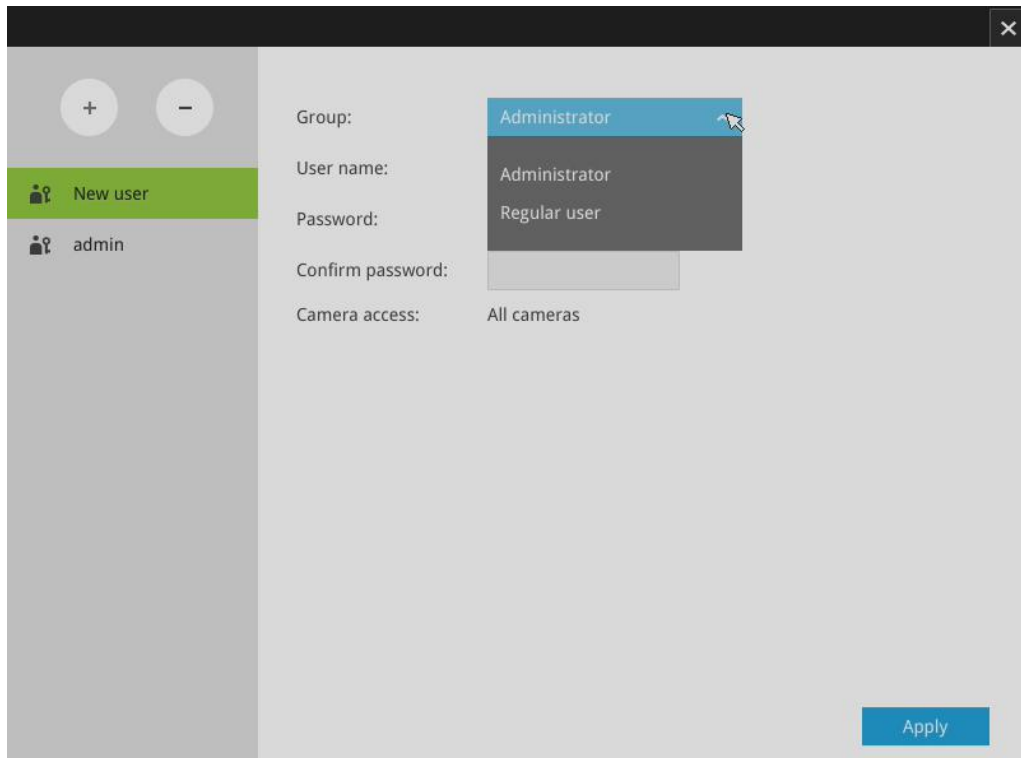 +
−
New user
admin
Group:
Administrator
Administrator
Regular user
User name:
Password:
Confirm password:
Camera access:
All cameras
Apply